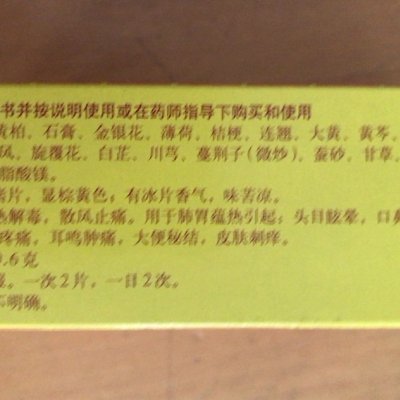 书并按说明使用或在药师指导下购买和使用
黄柏、石膏、金银花、薄荷、桔梗、连翘、大黄、黄芩、
风、旋覆花、白芷、川芎、蔓荆子(微炒)、蚕砂、甘草、
脂酸镁。
片，显棕黄色；有冰片香气，味苦凉。
热解毒，散风止痛。用于肺胃蕴热引起：头目眩晕，口鼻
疼痛，耳鸣肿痛，大便秘结，皮肤刺痒。
.6克
。一次2片，一日2次。
不明确。